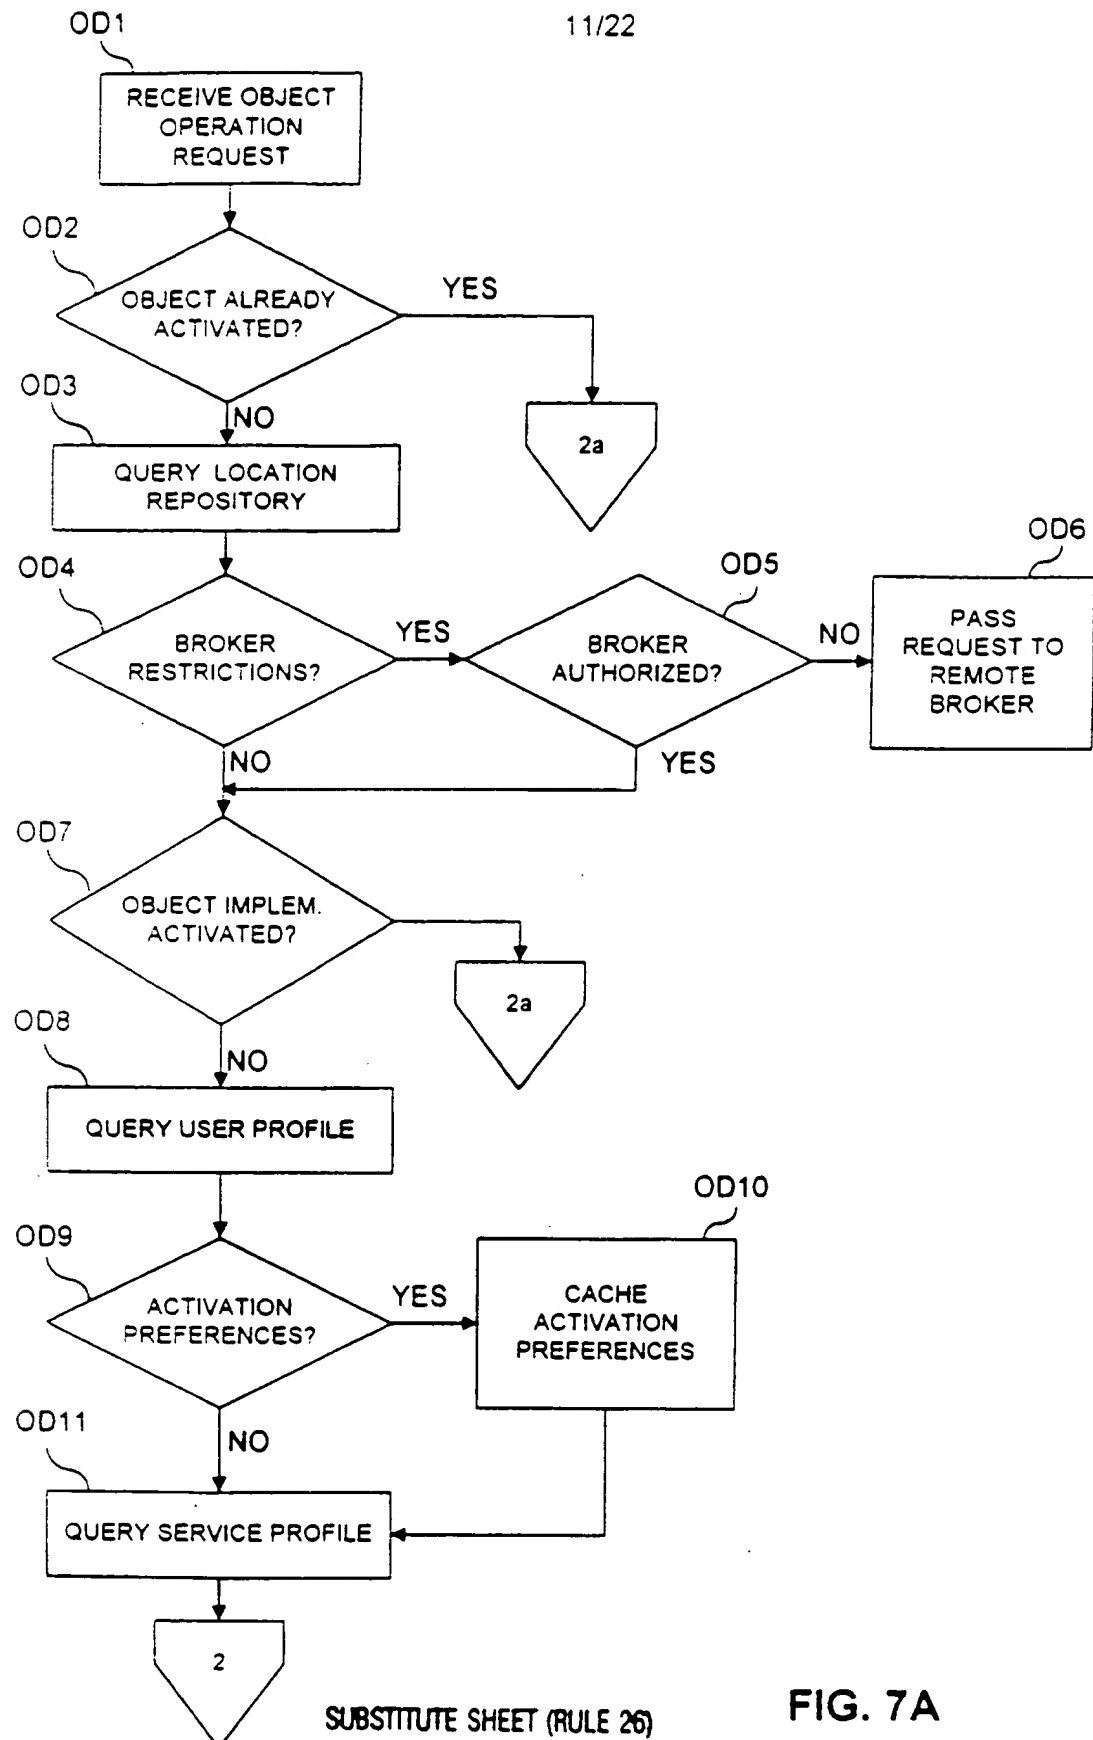 OD1
11/22
RECEIVE OBJECT
OPERATION
REQUEST
OD2
OBJECT ALREADY
ACTIVATED?
YES
2a
NO
OD3
QUERY LOCATION
REPOSITORY
OD4
BROKER
RESTRICTIONS?
YES
OD5
BROKER
AUTHORIZED?
NO
OD6
PASS
REQUEST TO
REMOTE
BROKER
NO
YES
OD7
OBJECT IMPLEM.
ACTIVATED?
2a
NO
OD8
QUERY USER PROFILE
OD9
ACTIVATION
PREFERENCES?
YES
OD10
CACHE
ACTIVATION
PREFERENCES
NO
OD11
QUERY SERVICE PROFILE
2
SUBSTITUTE SHEET (RULE 26)
FIG. 7A